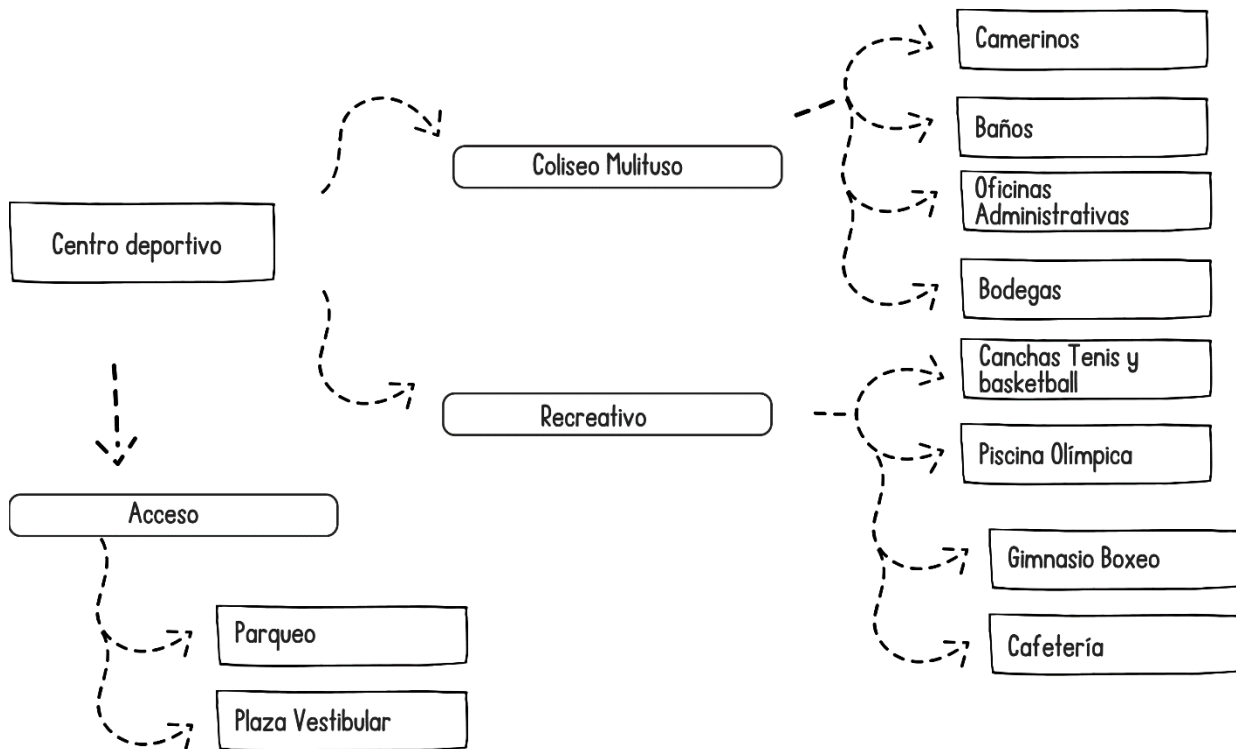 Camerinos
Baños
Coliseo Mulituso
Oficinas
Administrativas
Centro deportivo
Bodegas
Canchas Tenis y
basketball
Recreativo
Piscina Olímpica
Acceso
Gimnasio Boxeo
Parqueo
Cafetería
Plaza Vestibular